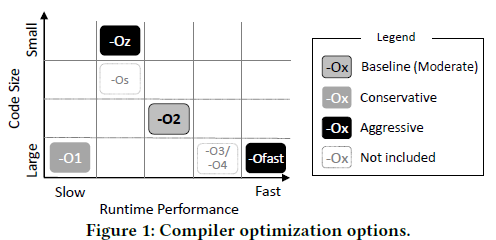 Small
Code Size
Large
-Oz
-Os
-O2
-O1
-O3/
-O4
-Ofast
Slow
Fast
Runtime Performance
Legend
-Ox Baseline (Moderate)
-Ox Conservative
-Ox Aggressive
-Ox Not included
Figure 1: Compiler optimization options.